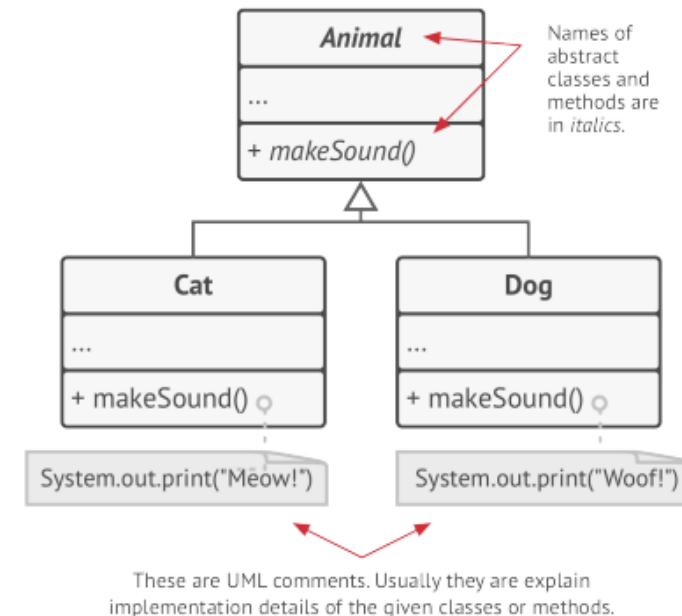 Animal
...
+ makeSound()
Names of
abstract
classes and
methods are
in italics.
Cat
...
+ makeSound()
System.out.print("Meow!")
Dog
...
+ makeSound()
System.out.print("Woof!")
These are UML comments. Usually they are explain
implementation details of the given classes or methods.